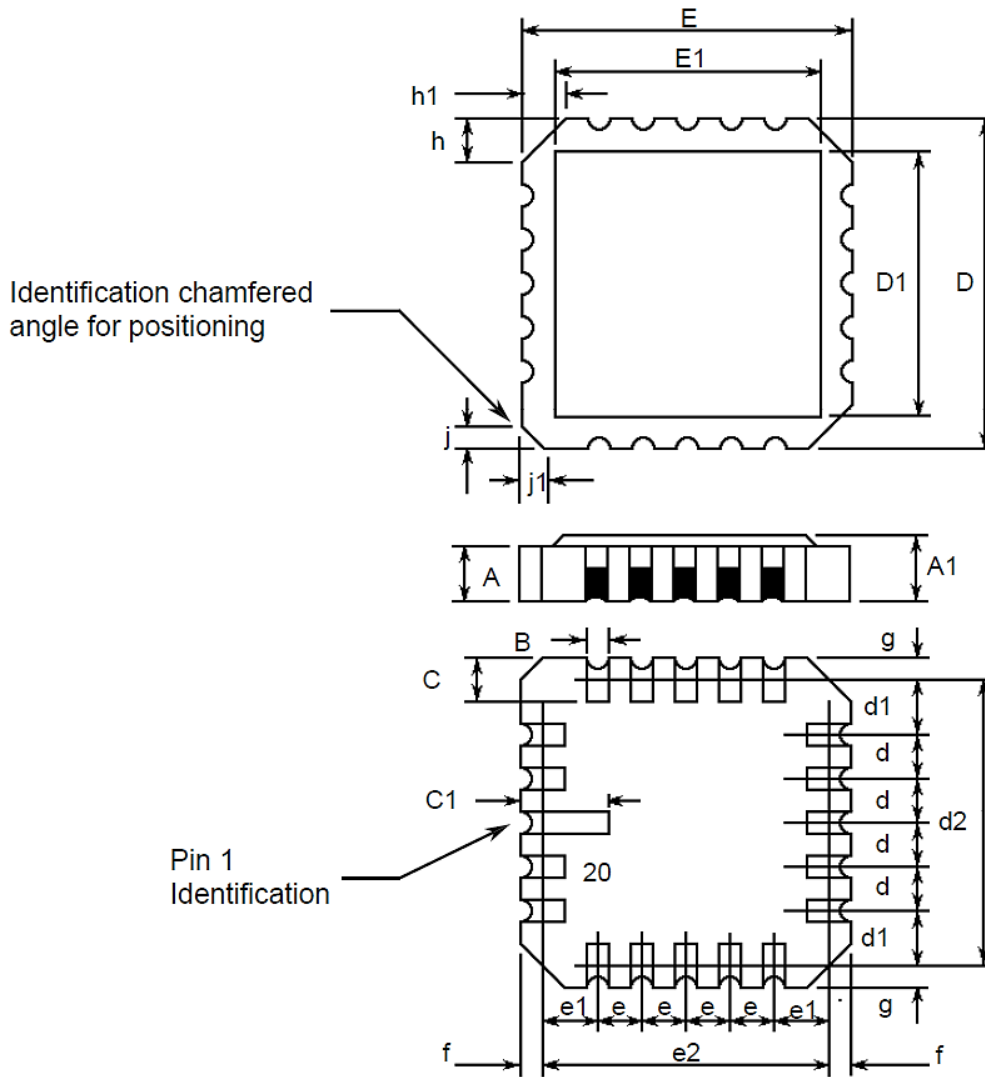 E
E1
h1
h
D1
D
Identification chamfered
angle for positioning
j
j1
A
A1
B
g
C
d1
d
C1
d
d2
d
Pin 1
Identification
20
d
d1
e1
e
e
e
e
e1
g
f
e2
f